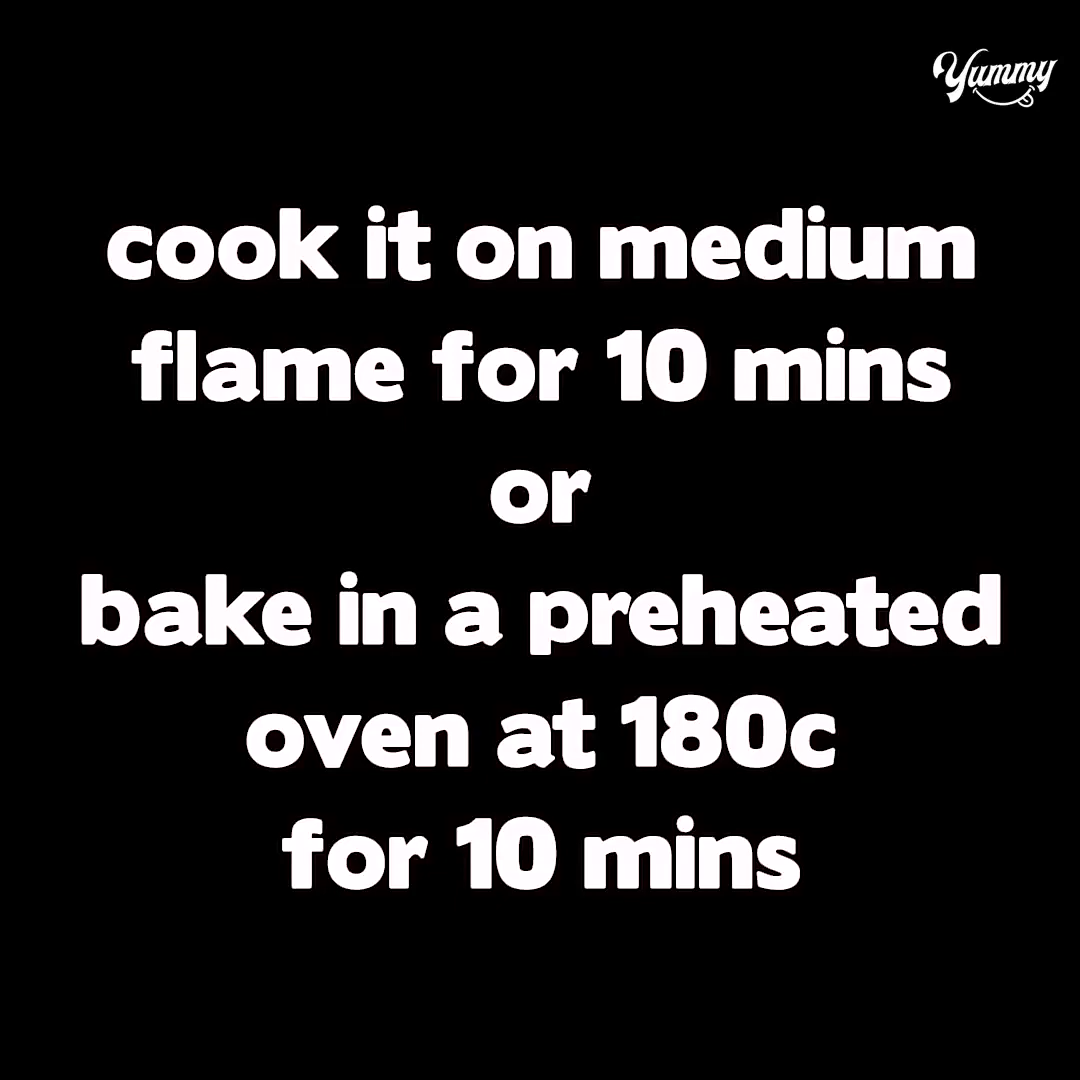 Yummy
cook it on medium
flame for 10 mins
or
bake in a preheated
oven at 180c
for 10 mins